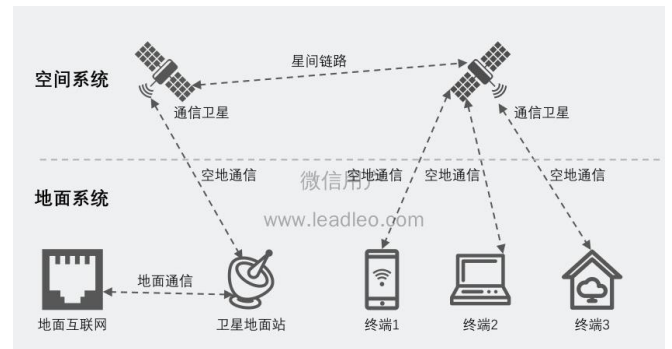 星间链路
空间系统
通信卫星
通信卫星
空地通信
空地通信
空地通信
空地通信
微信用户
地面系统
www.leadleo.com
地面通信
地面互联网
卫星地面站
终端1
终端2
终端3